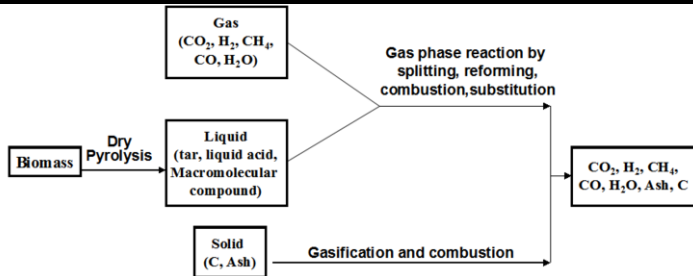 Gas
(CO₂, H₂, CH₄,
CO, H₂O)
Gas phase reaction by
splitting, reforming,
combustion,substitution
Biomass
Dry
Pyrolysis
Liquid
(tar, liquid acid,
Macromolecular
compound)
CO₂, H₂, CH₄,
CO, H₂O, Ash, C
Solid
(C, Ash)
Gasification and combustion